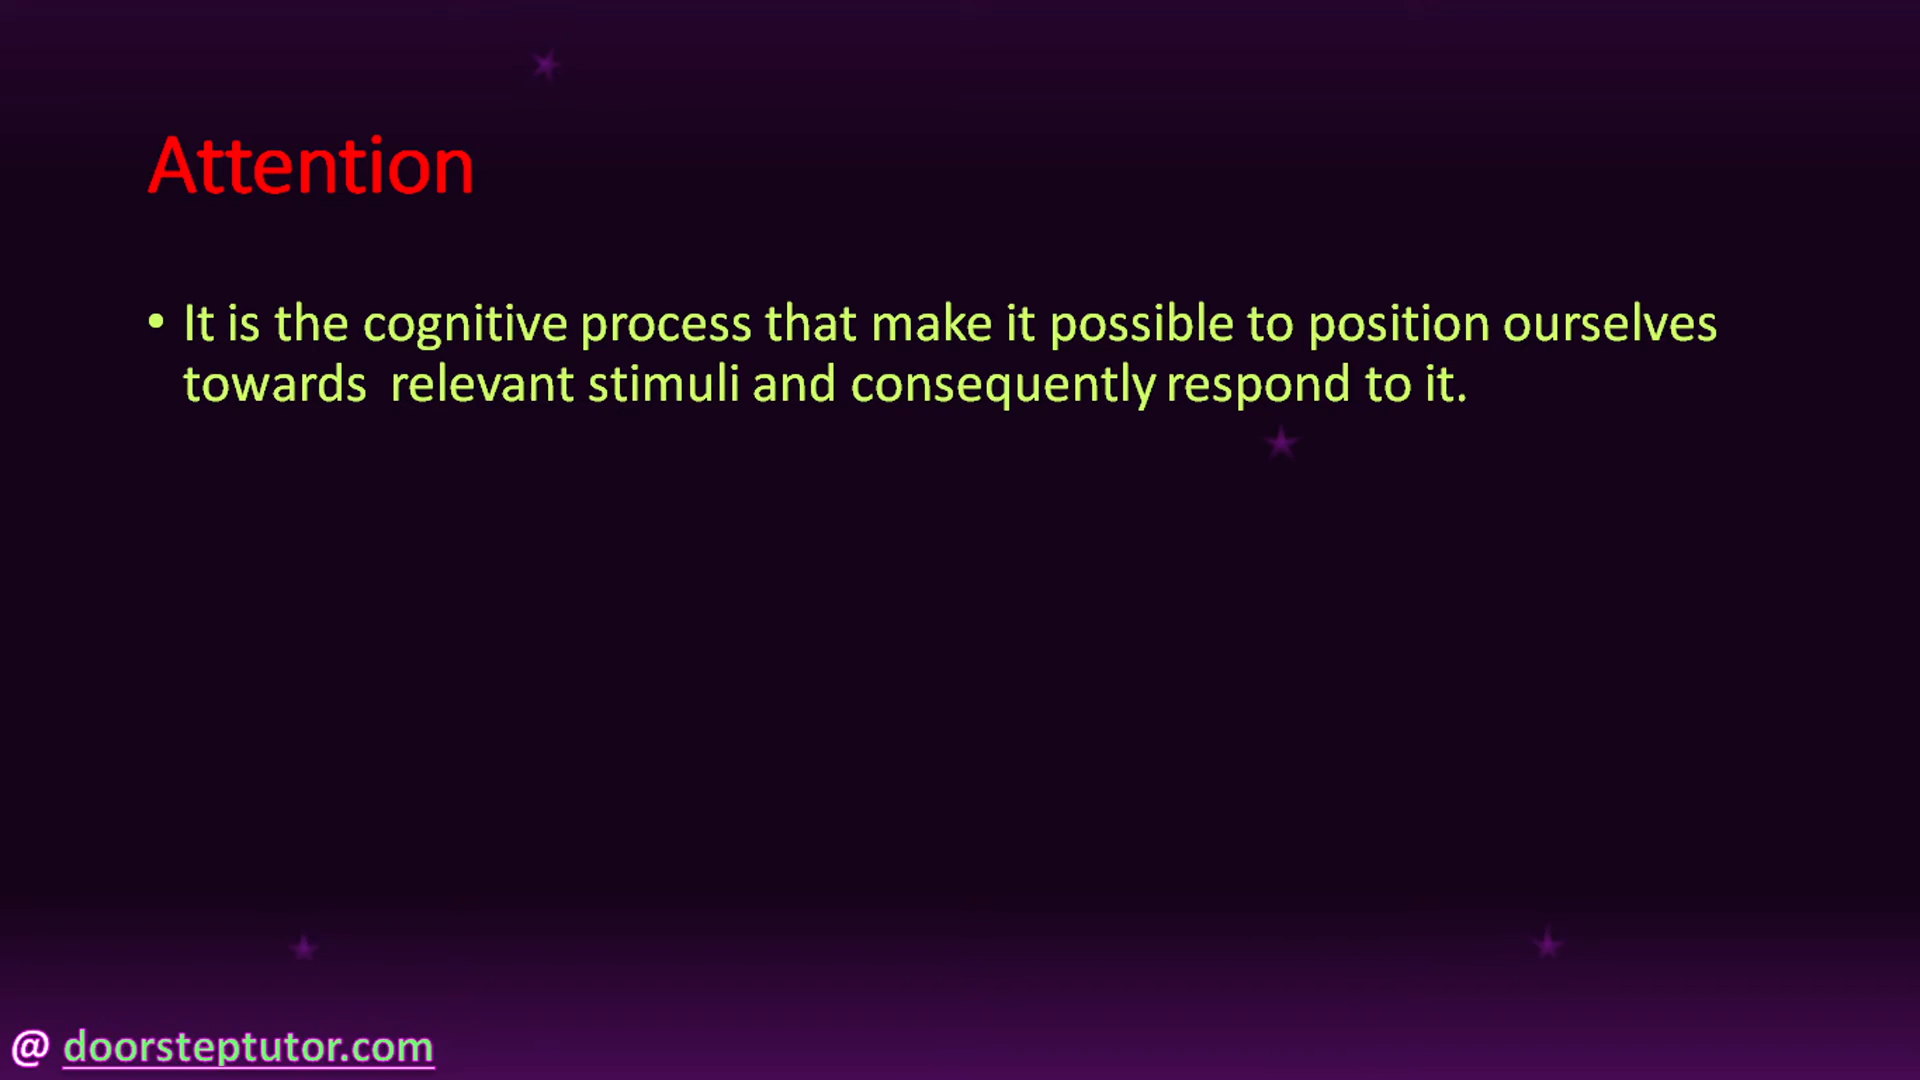 Attention
• It is the cognitive process that make it possible to position ourselves
towards  relevant stimuli and consequently respond to it.
@ doorsteptutor.com